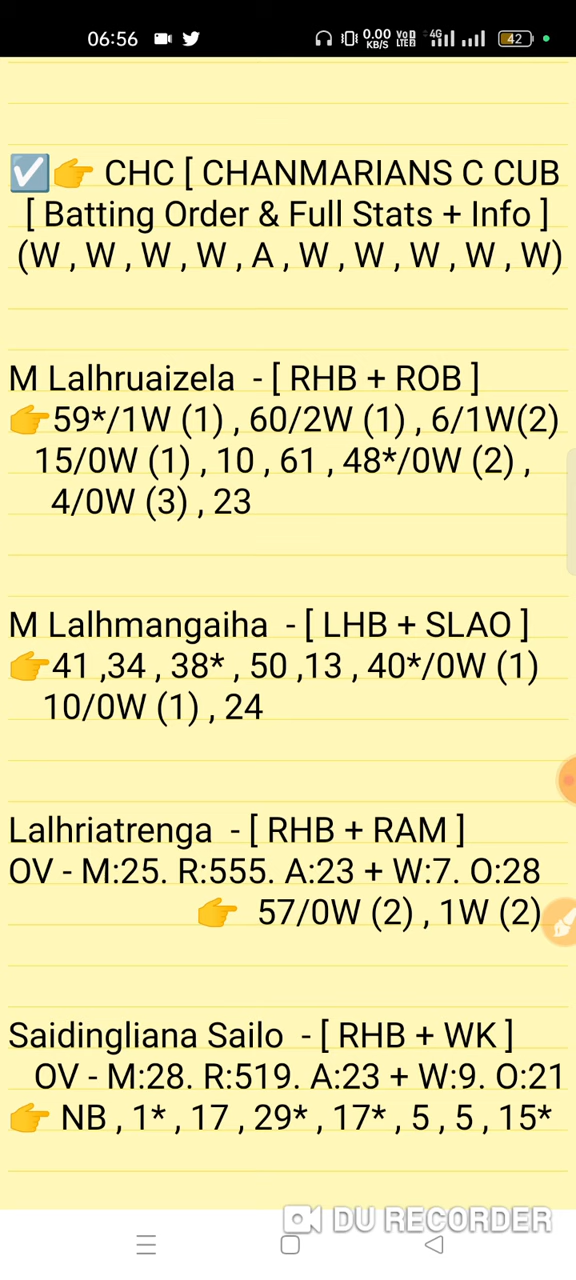 06:56 0.00 KB/S VoD LTE2 4G 42
☑👉 CHC [ CHANMARIANS C CUB
[ Batting Order & Full Stats + Info ]
(W , W , W , W , A , W , W , W , W , W)
M Lalhruaizela - [ RHB + ROB ]
👉59*/1W (1) , 60/2W (1) , 6/1W(2)
15/0W (1) , 10 , 61 , 48*/0W (2) ,
4/0W (3) , 23
M Lalhmangaiha - [ LHB + SLAO ]
👉41 ,34 , 38* , 50 ,13 , 40*/0W (1)
10/0W (1) , 24
Lalhriatrenga - [ RHB + RAM ]
OV - M:25. R:555. A:23 + W:7. O:28
👉 57/0W (2) , 1W (2)
Saidingliana Sailo - [ RHB + WK ]
OV - M:28. R:519. A:23 + W:9. O:21
👉 NB , 1* , 17 , 29* , 17* , 5 , 5 , 15*
DU RECORDER